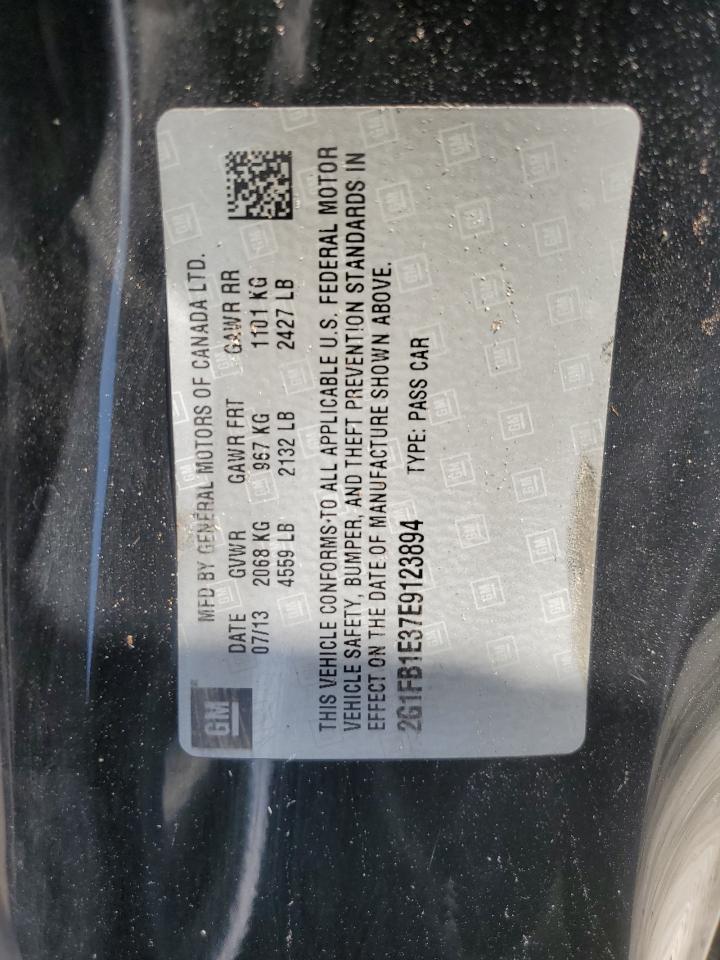 GM
MFD BY GENERAL MOTORS OF CANADA LTD.
DATE GVWR GAWR FRT GAWR RR
07/13 2068 KG 967 KG 1101 KG
4559 LB 2132 LB 2427 LB
THIS VEHICLE CONFORMS TO ALL APPLICABLE U.S. FEDERAL MOTOR
VEHICLE SAFETY, BUMPER, AND THEFT PREVENTION STANDARDS IN
EFFECT ON THE DATE OF MANUFACTURE SHOWN ABOVE.
2G1FB1E37E9123894 TYPE: PASS CAR